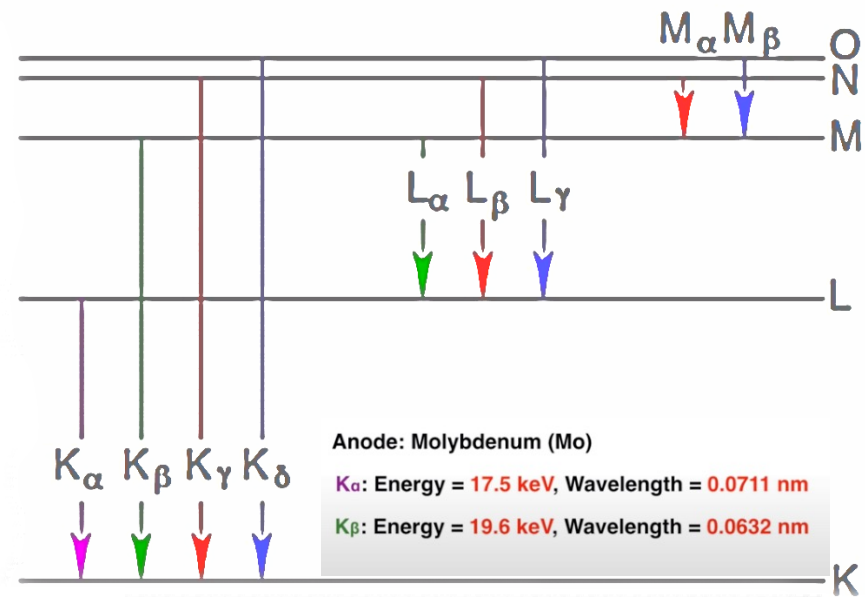 Mα Mβ
O
N
M
Lα Lβ Lγ
L
Anode: Molybdenum (Mo)
Kα: Energy = 17.5 keV, Wavelength = 0.0711 nm
Kα Kβ Kγ Kδ
Kβ: Energy = 19.6 keV, Wavelength = 0.0632 nm
K